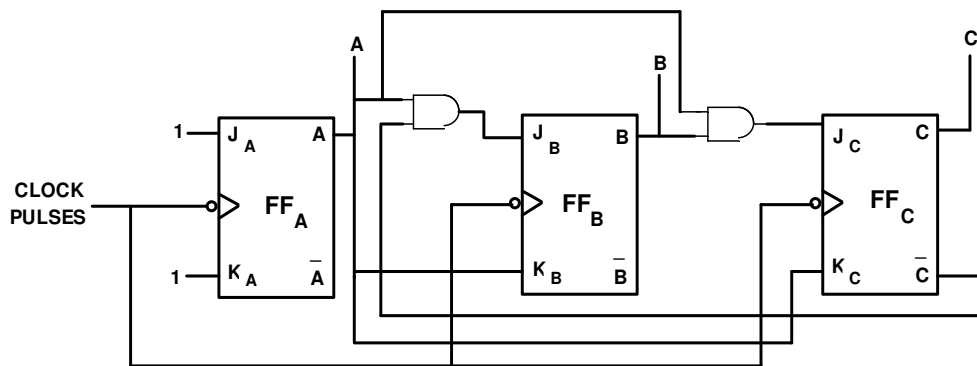 A
B
C
1
J A
A
CLOCK PULSES
FF A
1
K A
A̅
J B
B
FF B
K B
B̅
J C
C
FF C
K C
C̅